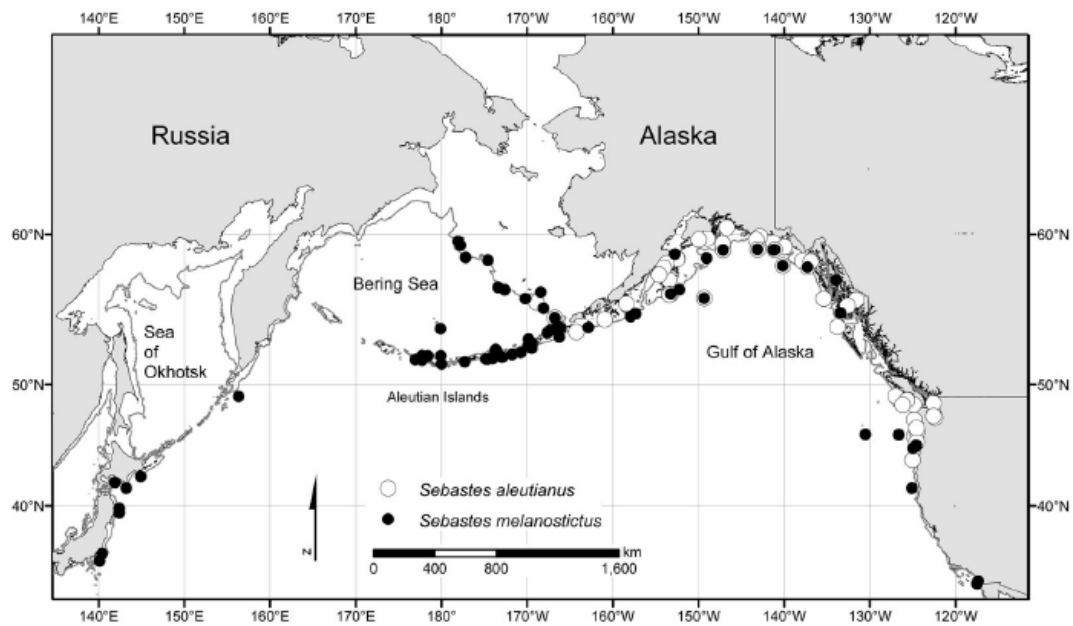 140°E 150°E 160°E 170°E 180° 170°W 160°W 150°W 140°W 130°W 120°W
Russia Alaska
60°N 60°N
Bering Sea
Sea
of
Okhotsk
Gulf of Alaska
50°N 50°N
Aleutian Islands
Sebastes aleutianus
40°N 40°N
Sebastes melanostictus
N
km
0 400 800 1,600
140°E 150°E 160°E 170°E 180° 170°W 160°W 150°W 140°W 130°W 120°W